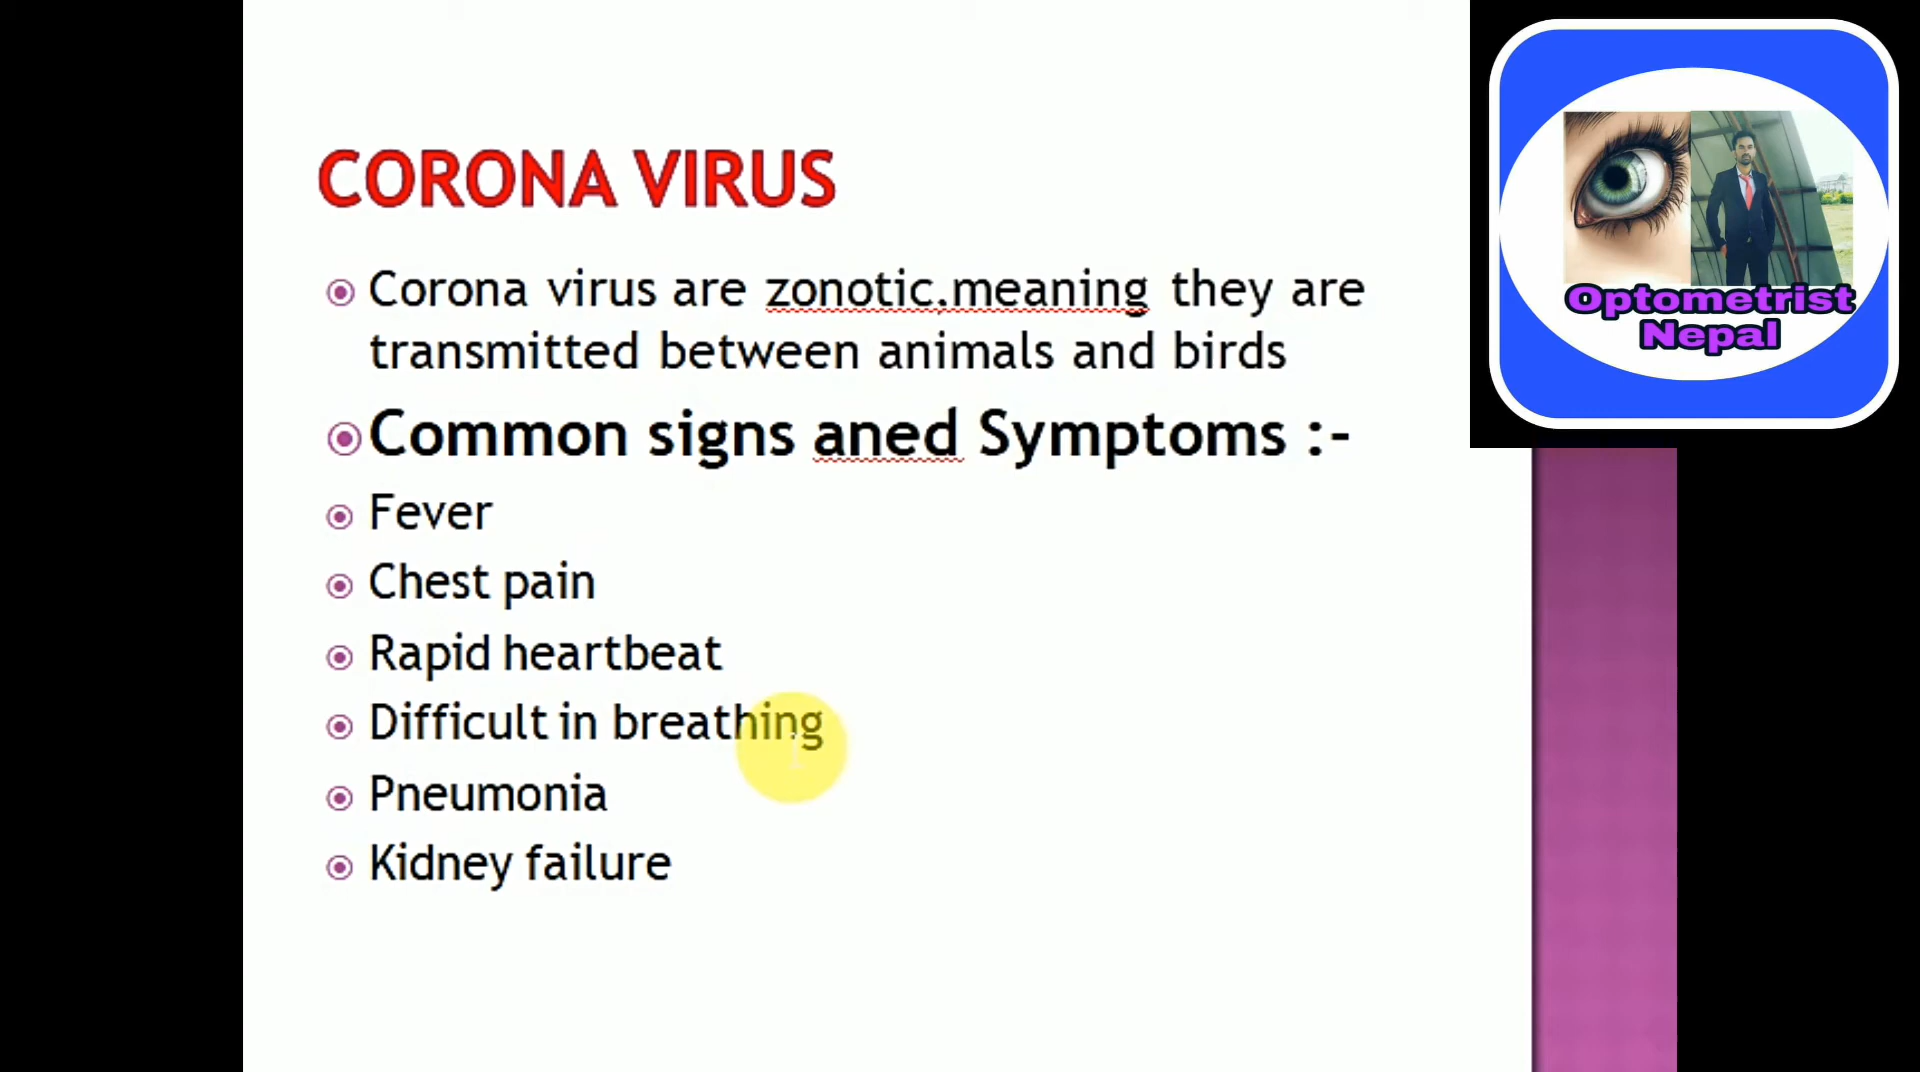 CORONA VIRUS
Corona virus are zonotic,meaning they are
transmitted between animals and birds
Common signs aned Symptoms :-
Fever
Chest pain
Rapid heartbeat
Difficult in breathing
Pneumonia
Kidney failure
Optometrist
Nepal